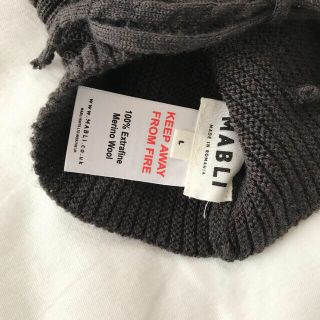 MABLI
MADE IN ROMANIA
L
KEEP AWAY
FROM FIRE
100% Extrafine
Merino Wool
www.MABLI.co.uk